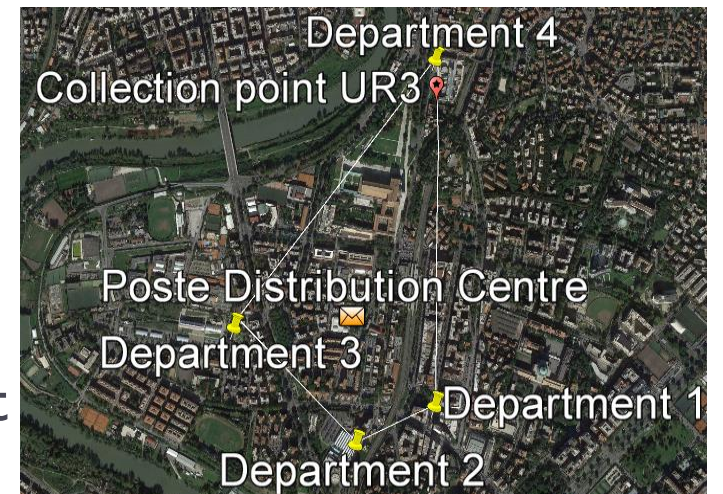 Department 4
Collection point UR3
Poste Distribution Centre
Department 3
t
Department 1
Department 2